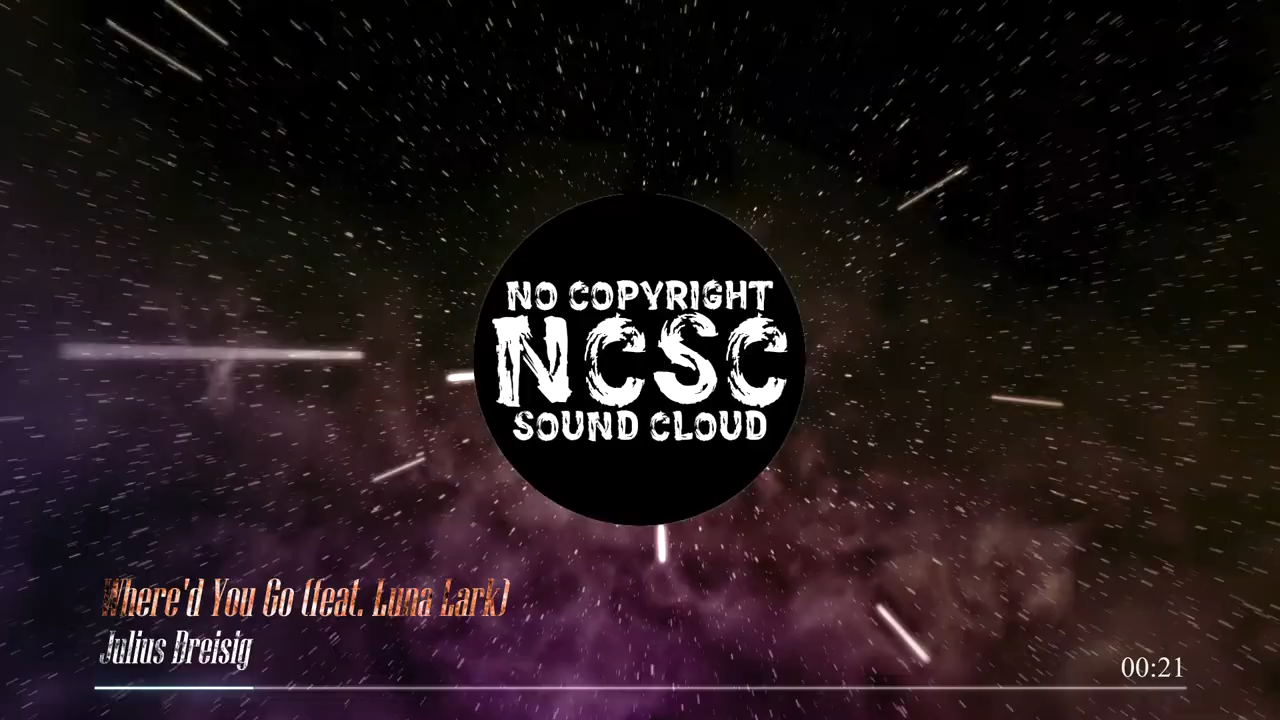 NO COPYRIGHT
NCSC
SOUND CLOUD
Where'd You Go (feat. Luna Lark)
Julius Dreisig
00:21